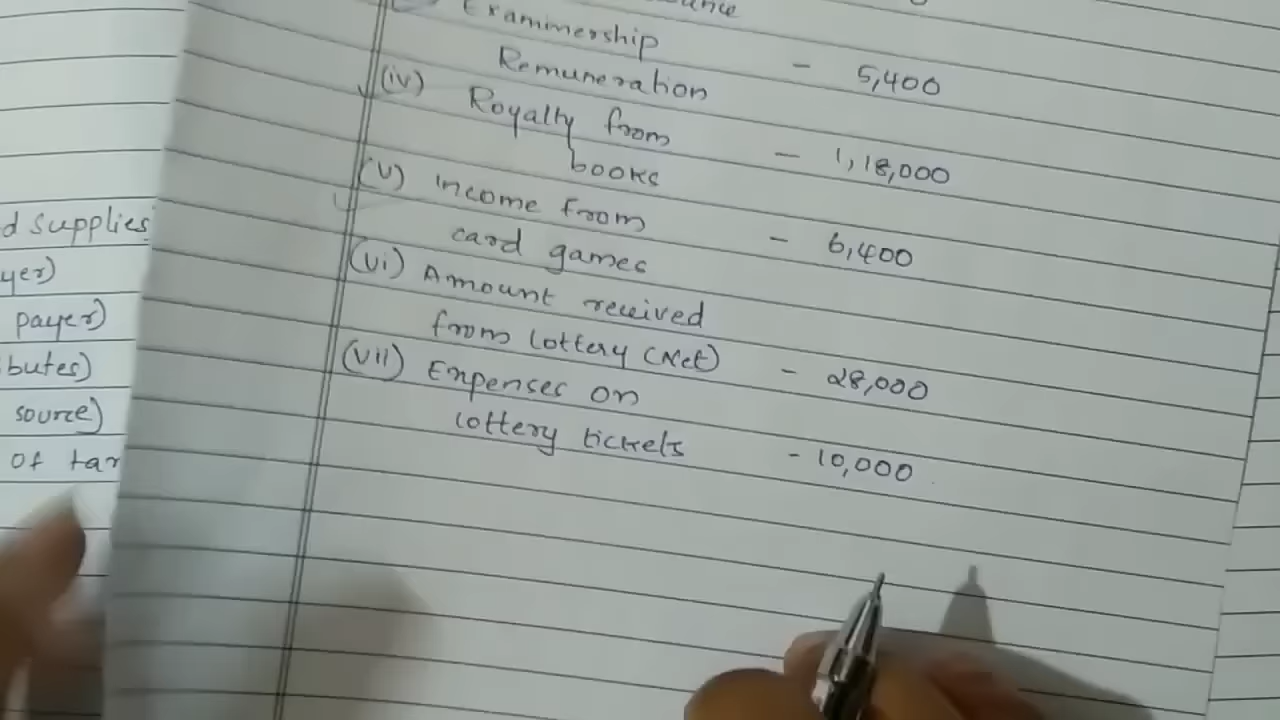 Examinership
Remuneration - 5,400
(iv) Royalty from
books - 1,18,000
(v) Income from
card games - 6,400
(vi) Amount received
from lottery (Net) - 28,000
(vii) Expenses on
lottery tickets - 10,000
d supplies
yer)
payer)
butes)
source)
of tax